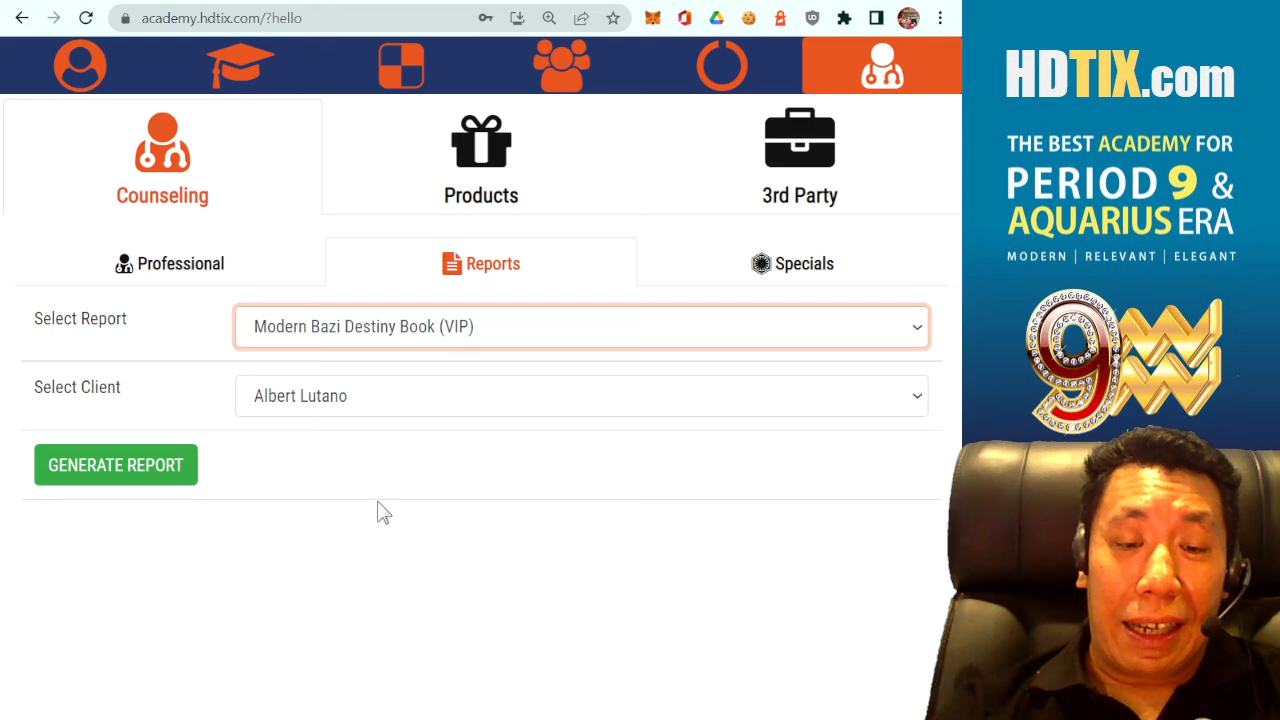 academy.hdtix.com/?hello
Counseling
Products
3rd Party
Professional
Reports
Specials
Select Report
Modern Bazi Destiny Book (VIP)
Select Client
Albert Lutano
GENERATE REPORT
HDTIX.com
THE BEST ACADEMY FOR
PERIOD 9 &
AQUARIUS ERA
MODERN | RELEVANT | ELEGANT
9